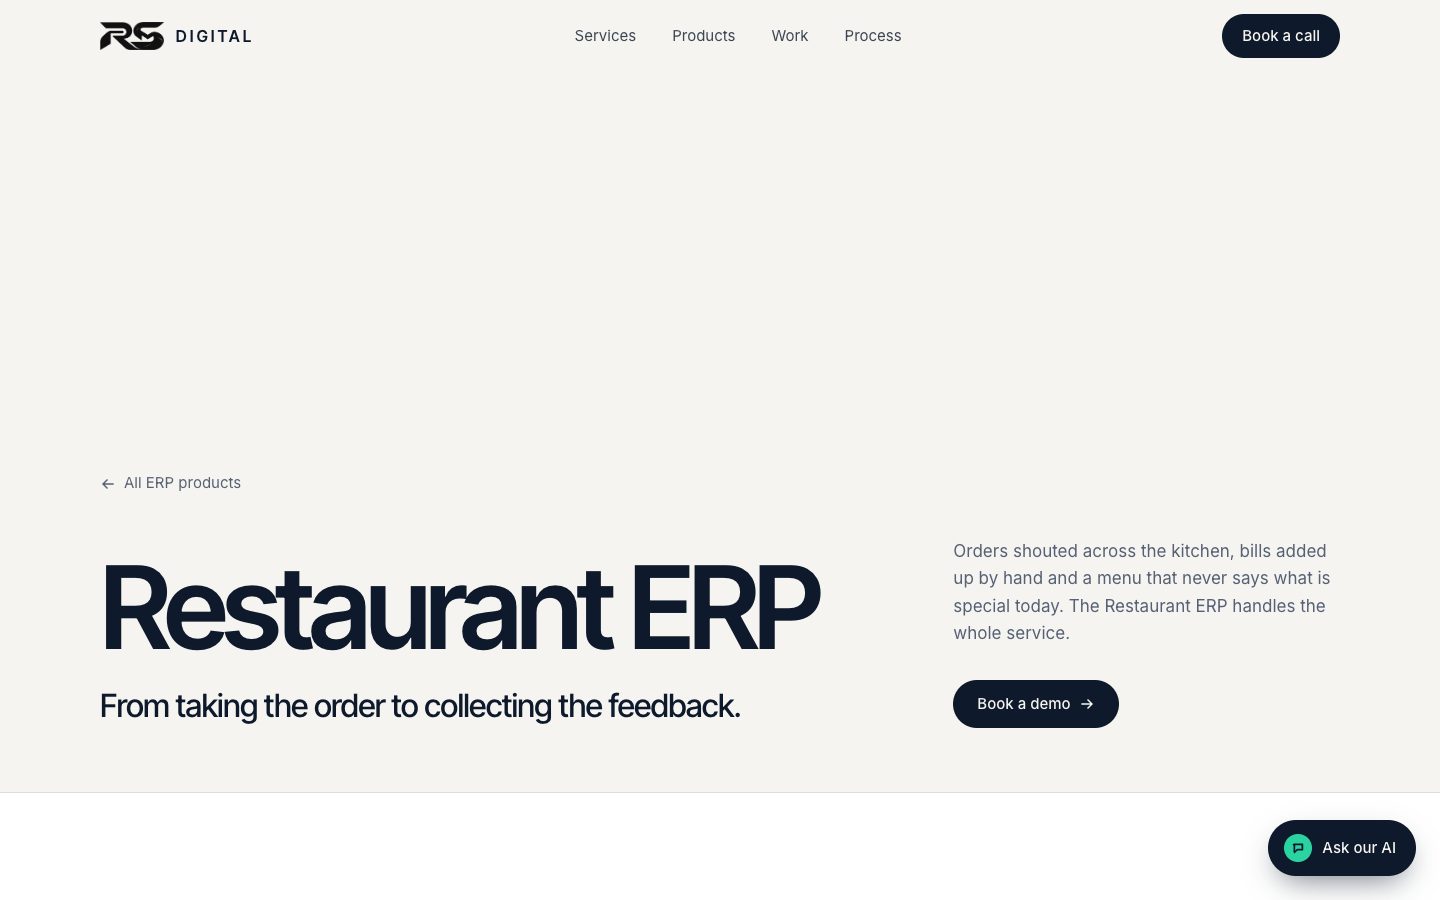 RS DIGITAL
Services
Products
Work
Process
Book a call
← All ERP products
Restaurant ERP
From taking the order to collecting the feedback.
Orders shouted across the kitchen, bills added
up by hand and a menu that never says what is
special today. The Restaurant ERP handles the
whole service.
Book a demo →
Ask our AI